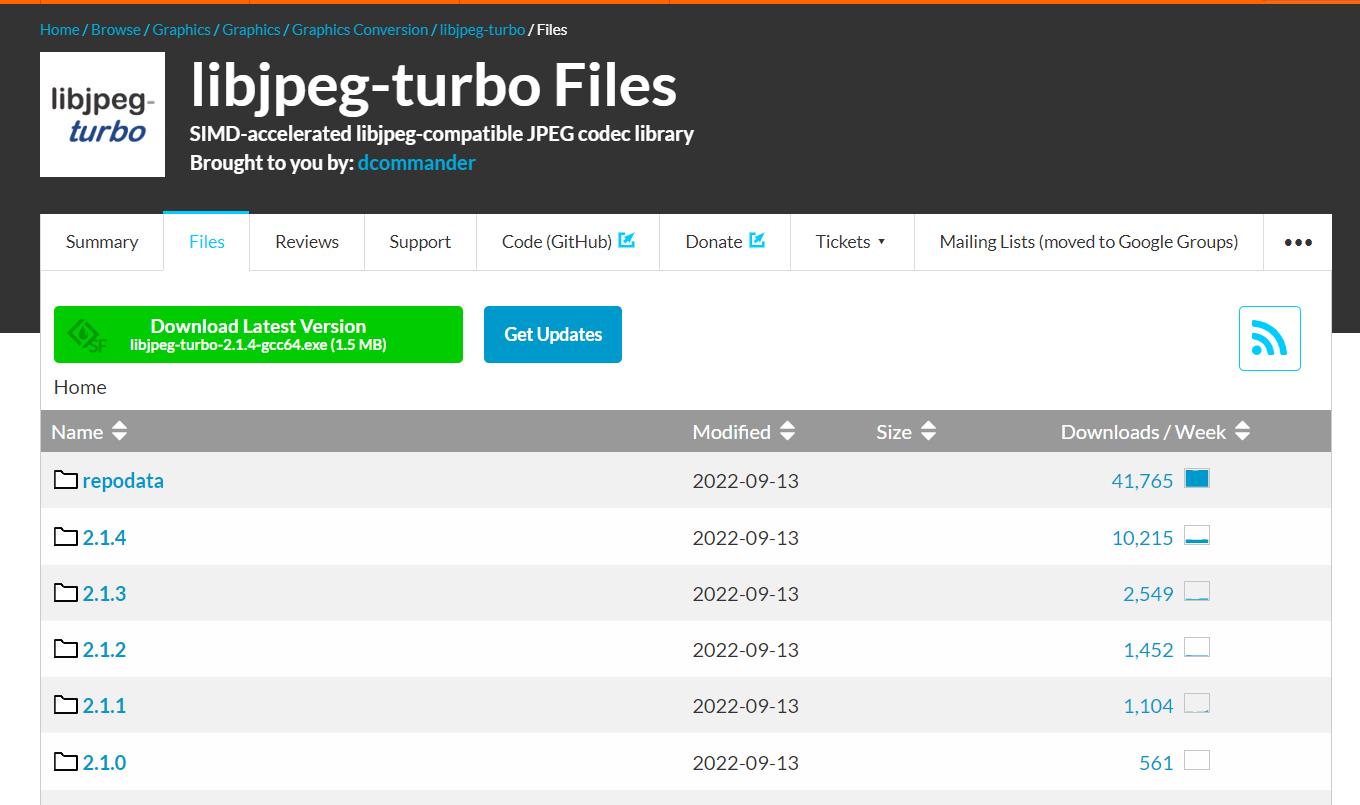 Home / Browse / Graphics / Graphics / Graphics Conversion / libjpeg-turbo / Files
libjpeg-
turbo
libjpeg-turbo Files
SIMD-accelerated libjpeg-compatible JPEG codec library
Brought to you by: dcommander
Summary Files Reviews Support Code (GitHub) Donate Tickets Mailing Lists (moved to Google Groups)
SF
Download Latest Version
libjpeg-turbo-2.1.4-gcc64.exe (1.5 MB)
Get Updates
Home
Name Modified Size Downloads / Week
repodata 2022-09-13 41,765
2.1.4 2022-09-13 10,215
2.1.3 2022-09-13 2,549
2.1.2 2022-09-13 1,452
2.1.1 2022-09-13 1,104
2.1.0 2022-09-13 561